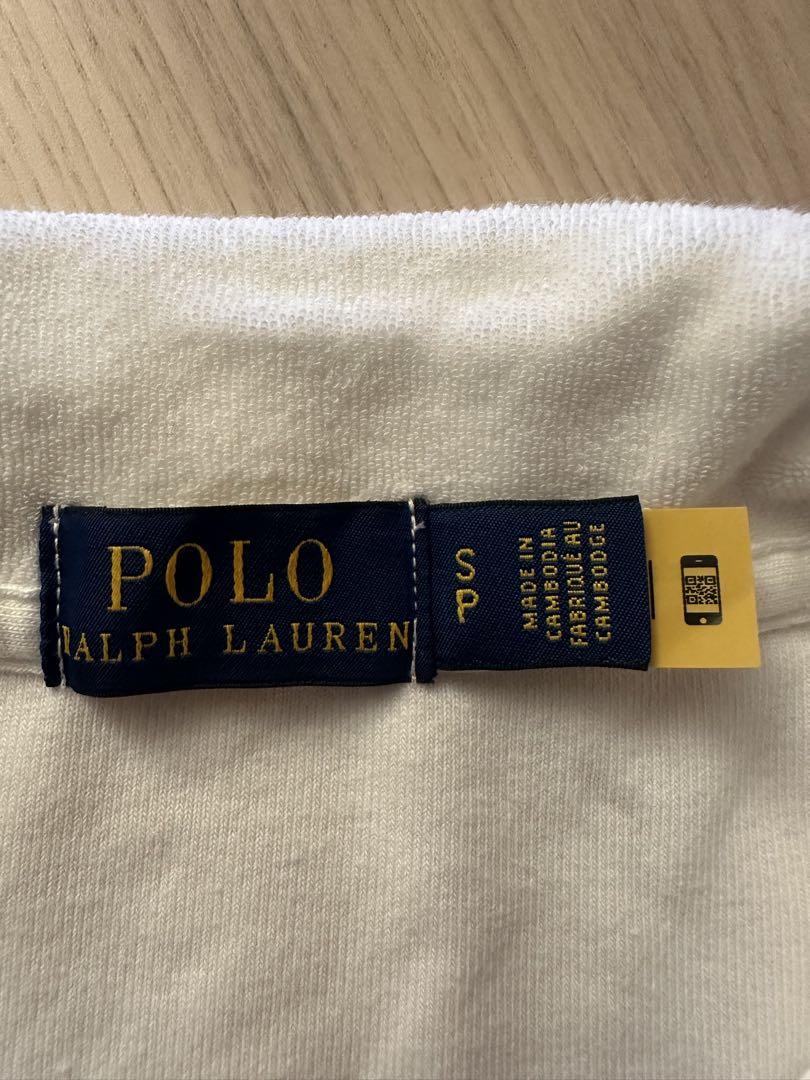 POLO
RALPH LAUREN
S
P
MADE IN
CAMBODIA
FABRIQUÉ AU
CAMBODGE